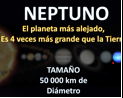 NEPTUNO
El planeta más alejado,
Es 4 veces más grande que la Tierr
TAMAÑO
50 000 km de
Diámetro